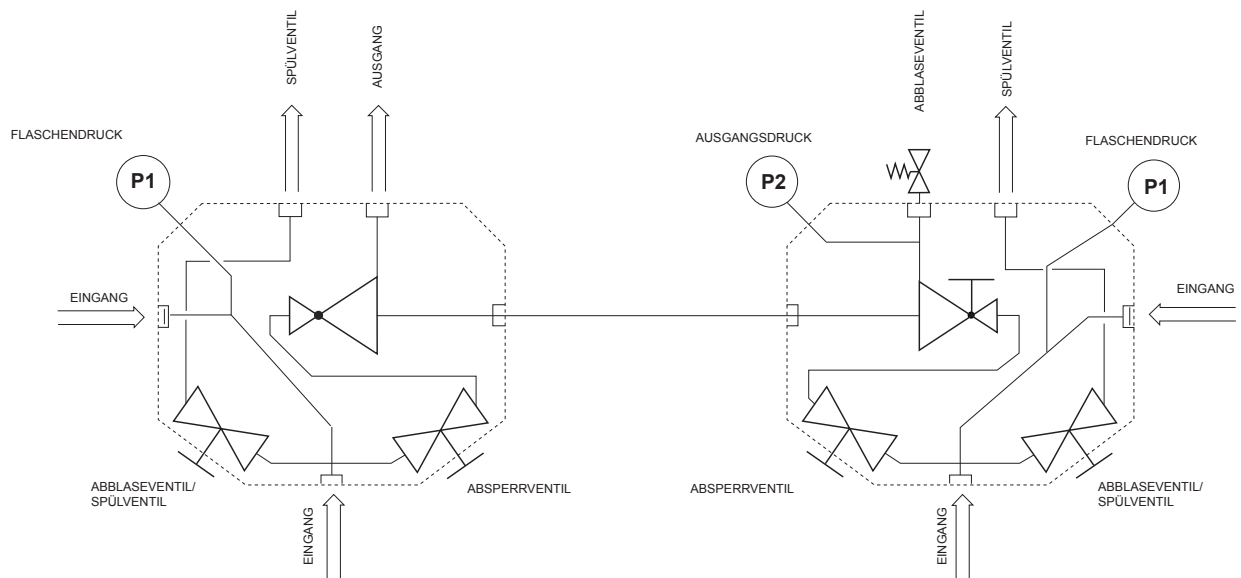 SPÜLVENTIL
AUSGANG
ABBLASEVENTIL
SPÜLVENTIL
FLASCHENDRUCK
AUSGANGSDRUCK
FLASCHENDRUCK
P1
P2
P1
EINGANG
EINGANG
ABBLASEVENTIL/
SPÜLVENTIL
ABSPERRVENTIL
ABSPERRVENTIL
ABBLASEVENTIL/
SPÜLVENTIL
EINGANG
EINGANG